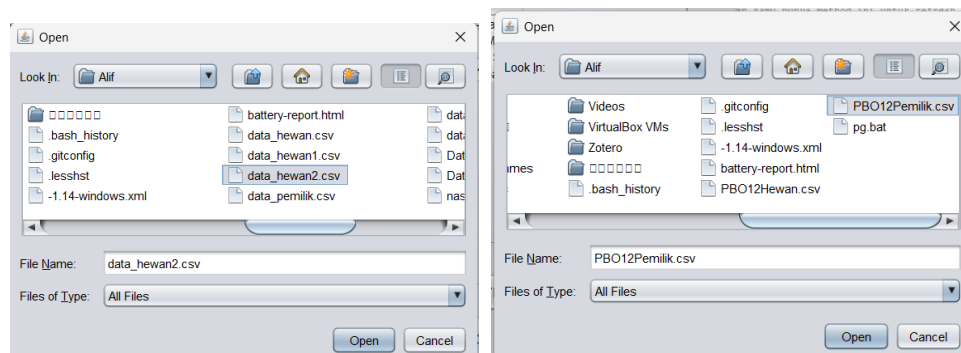 Open
Look In: Alif
battery-report.html
.bash_history
data_hewan.csv
.gitconfig
data_hewan1.csv
.lesshst
data_hewan2.csv
-1.14-windows.xml
data_pemilik.csv
File Name: data_hewan2.csv
Files of Type: All Files
Open Cancel
Open
Look In: Alif
Videos
.gitconfig
PBO12Pemilik.csv
VirtualBox VMs
.lesshst
pg.bat
Zotero
-1.14-windows.xml
battery-report.html
.bash_history
PBO12Hewan.csv
File Name: PBO12Pemilik.csv
Files of Type: All Files
Open Cancel